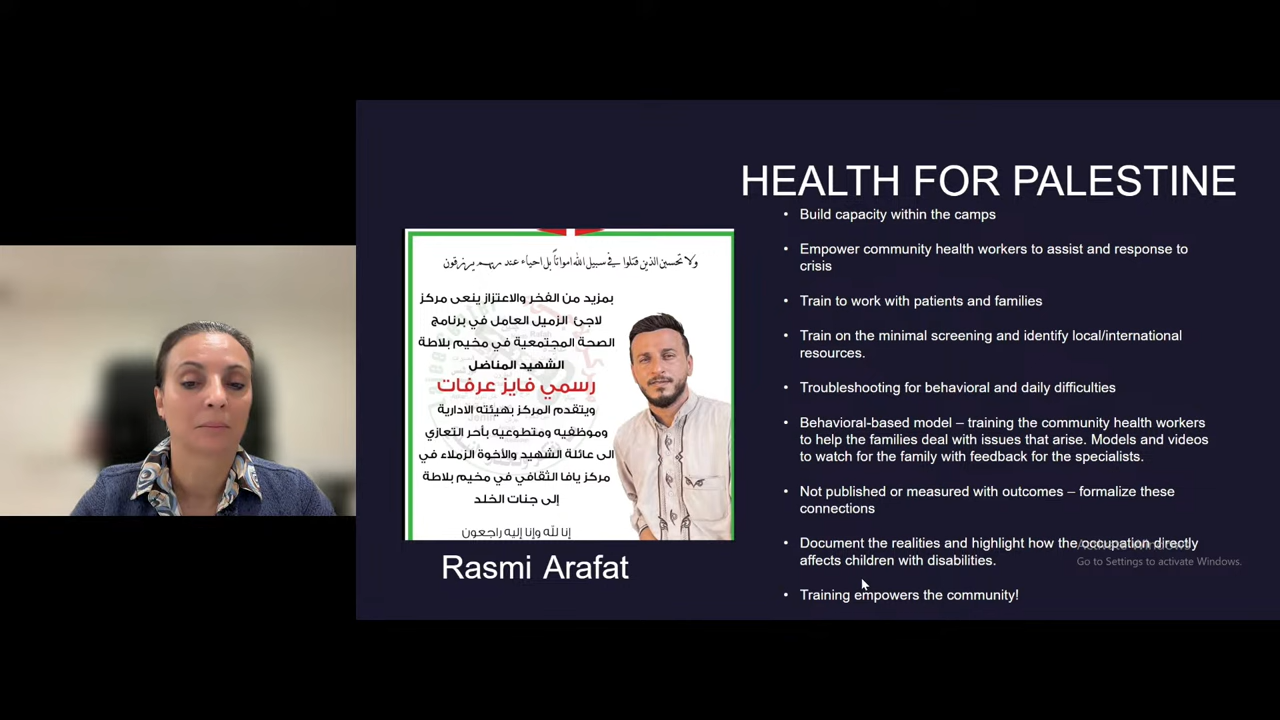 HEALTH FOR PALESTINE
ولا تحسبن الذين قتلوا في سبيل الله امواتاً بل احياء عند ربهم يرزقون
بمزيد من الفخر والاعتزاز ينعى مركز
لاجئ الزميل العامل في برنامج
الصحة المجتمعية في مخيم بلاطة
الشهيد المناضل
رسمي فايز عرفات
ويتقدم المركز بهيئته الادارية
وموظفيه ومتطوعيه بأحر التعازي
الى عائلة الشهيد والأخوة الزملاء في
مركز يافا الثقافي في مخيم بلاطة
إلى جنات الخلد
إنا لله وإنا إليه راجعون
Rasmi Arafat
• Build capacity within the camps
• Empower community health workers to assist and response to
crisis
• Train to work with patients and families
• Train on the minimal screening and identify local/international
resources.
• Troubleshooting for behavioral and daily difficulties
• Behavioral-based model – training the community health workers
to help the families deal with issues that arise. Models and videos
to watch for the family with feedback for the specialists.
• Not published or measured with outcomes – formalize these
connections
• Document the realities and highlight how the occupation directly
affects children with disabilities.
• Training empowers the community!
Activate Windows
Go to Settings to activate Windows.